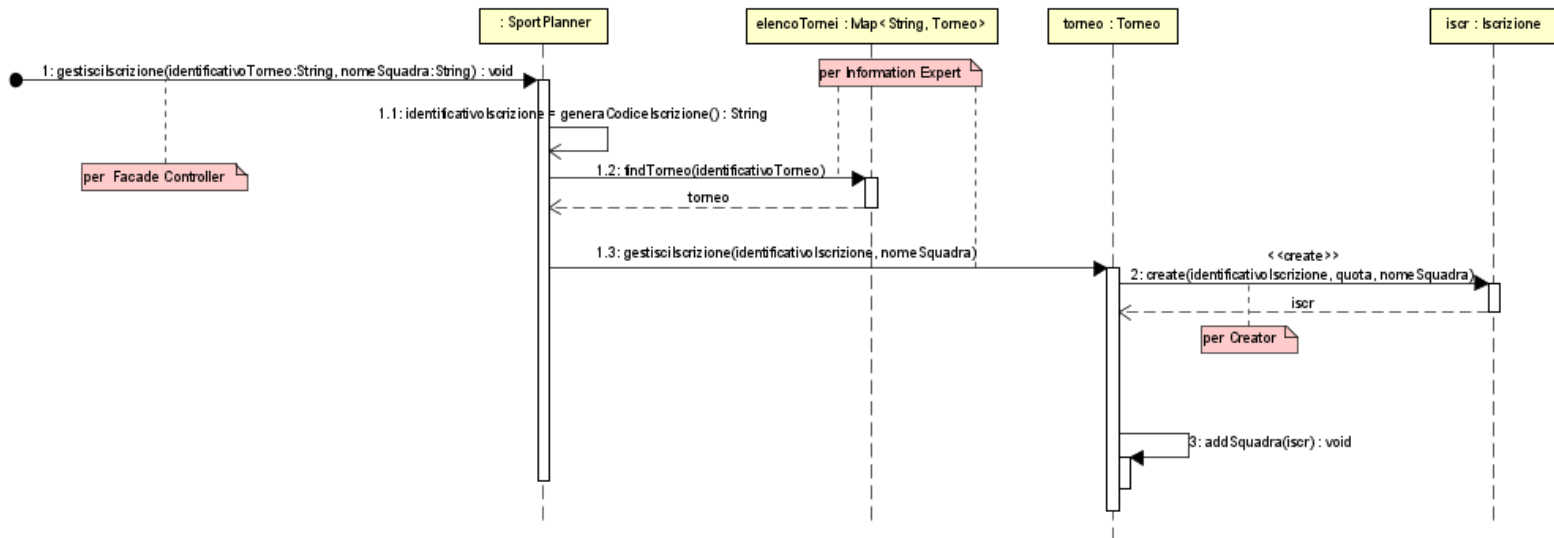 : SportPlanner
elencoTornei : Map< String, Torneo>
torneo : Torneo
iscr : Iscrizione
1: gestisciIscrizione(identificativoTorneo:String, nomeSquadra:String) : void
per Information Expert
1.1: identificativoIscrizione = generaCodiceIscrizione() : String
per Facade Controller
1.2: findTorneo(identificativoTorneo)
torneo
1.3: gestisciIscrizione(identificativoIscrizione, nomeSquadra)
<<create>>
2: create(identificativoIscrizione, quota, nomeSquadra)
iscr
per Creator
3: addSquadra(iscr) : void